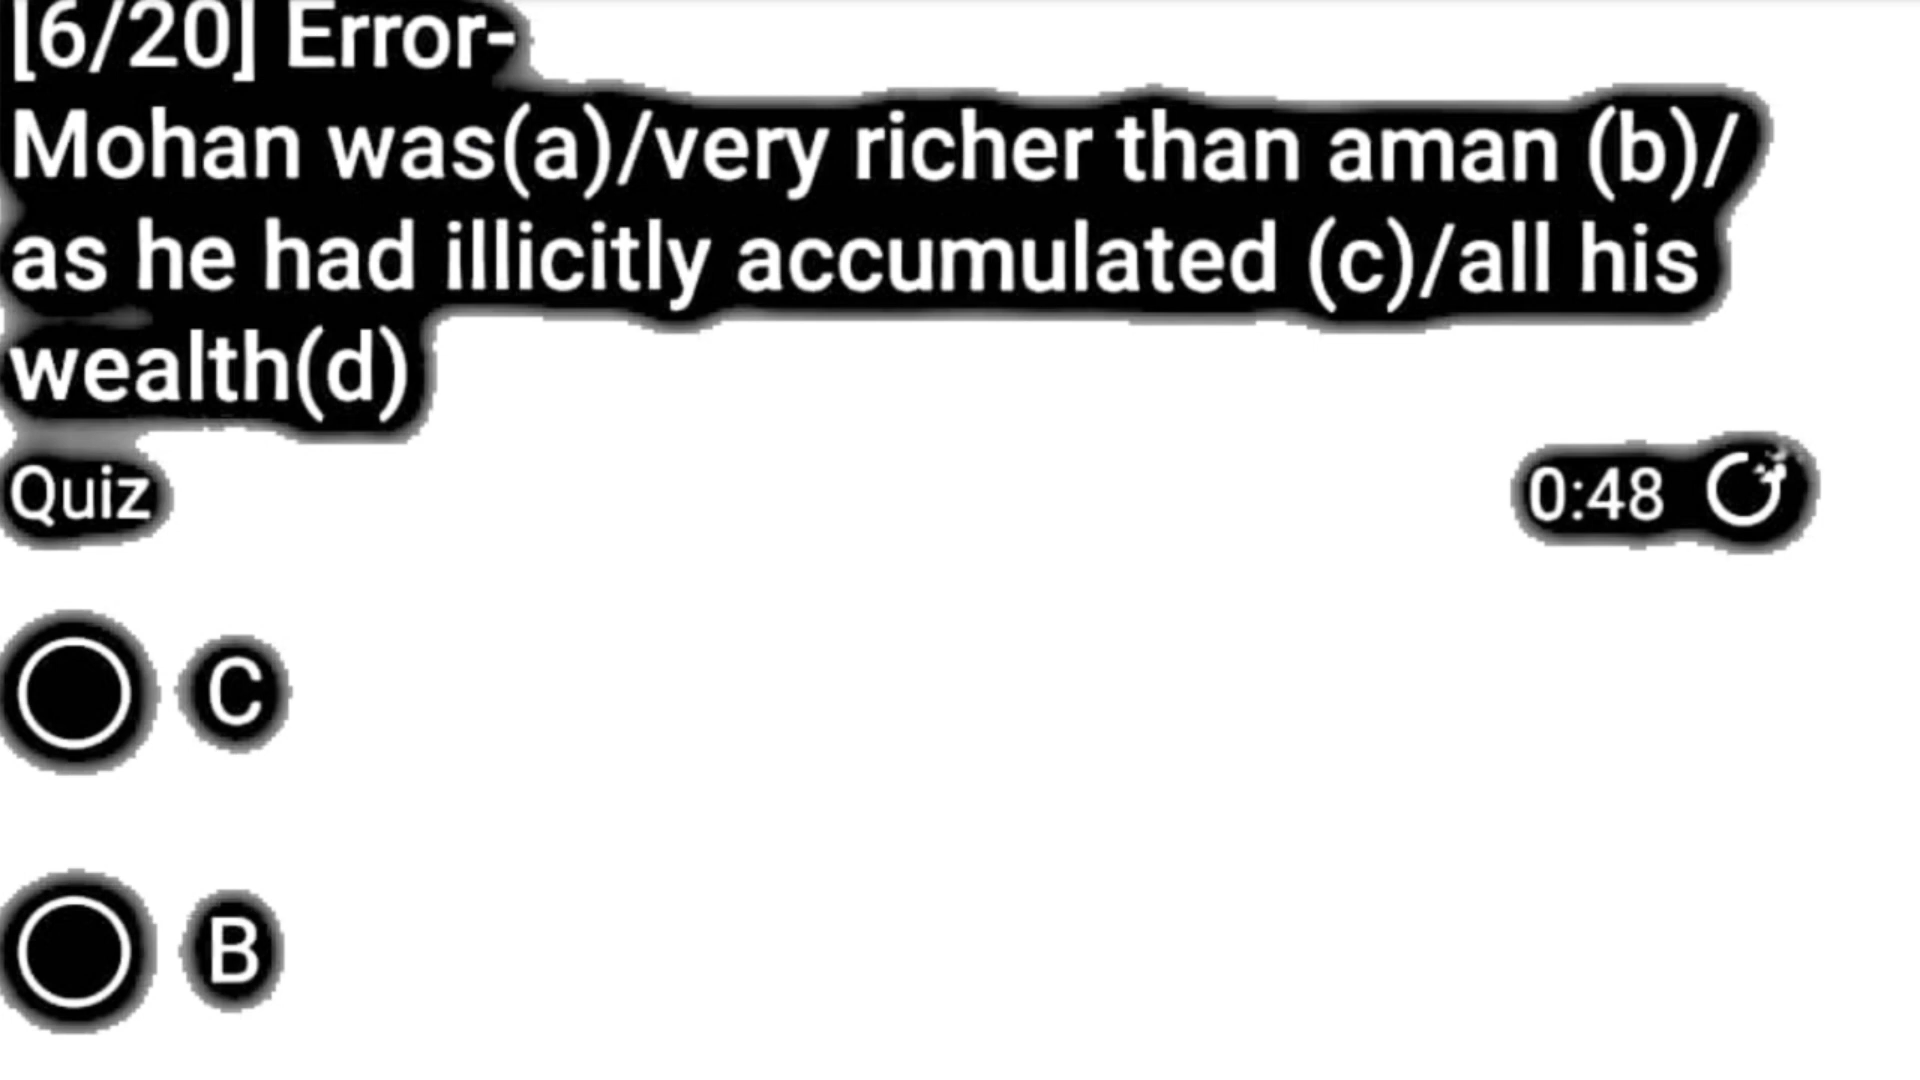 [6/20] Error-
Mohan was(a)/very richer than aman (b)/
as he had illicitly accumulated (c)/all his
wealth(d)
Quiz
0:48
C
B